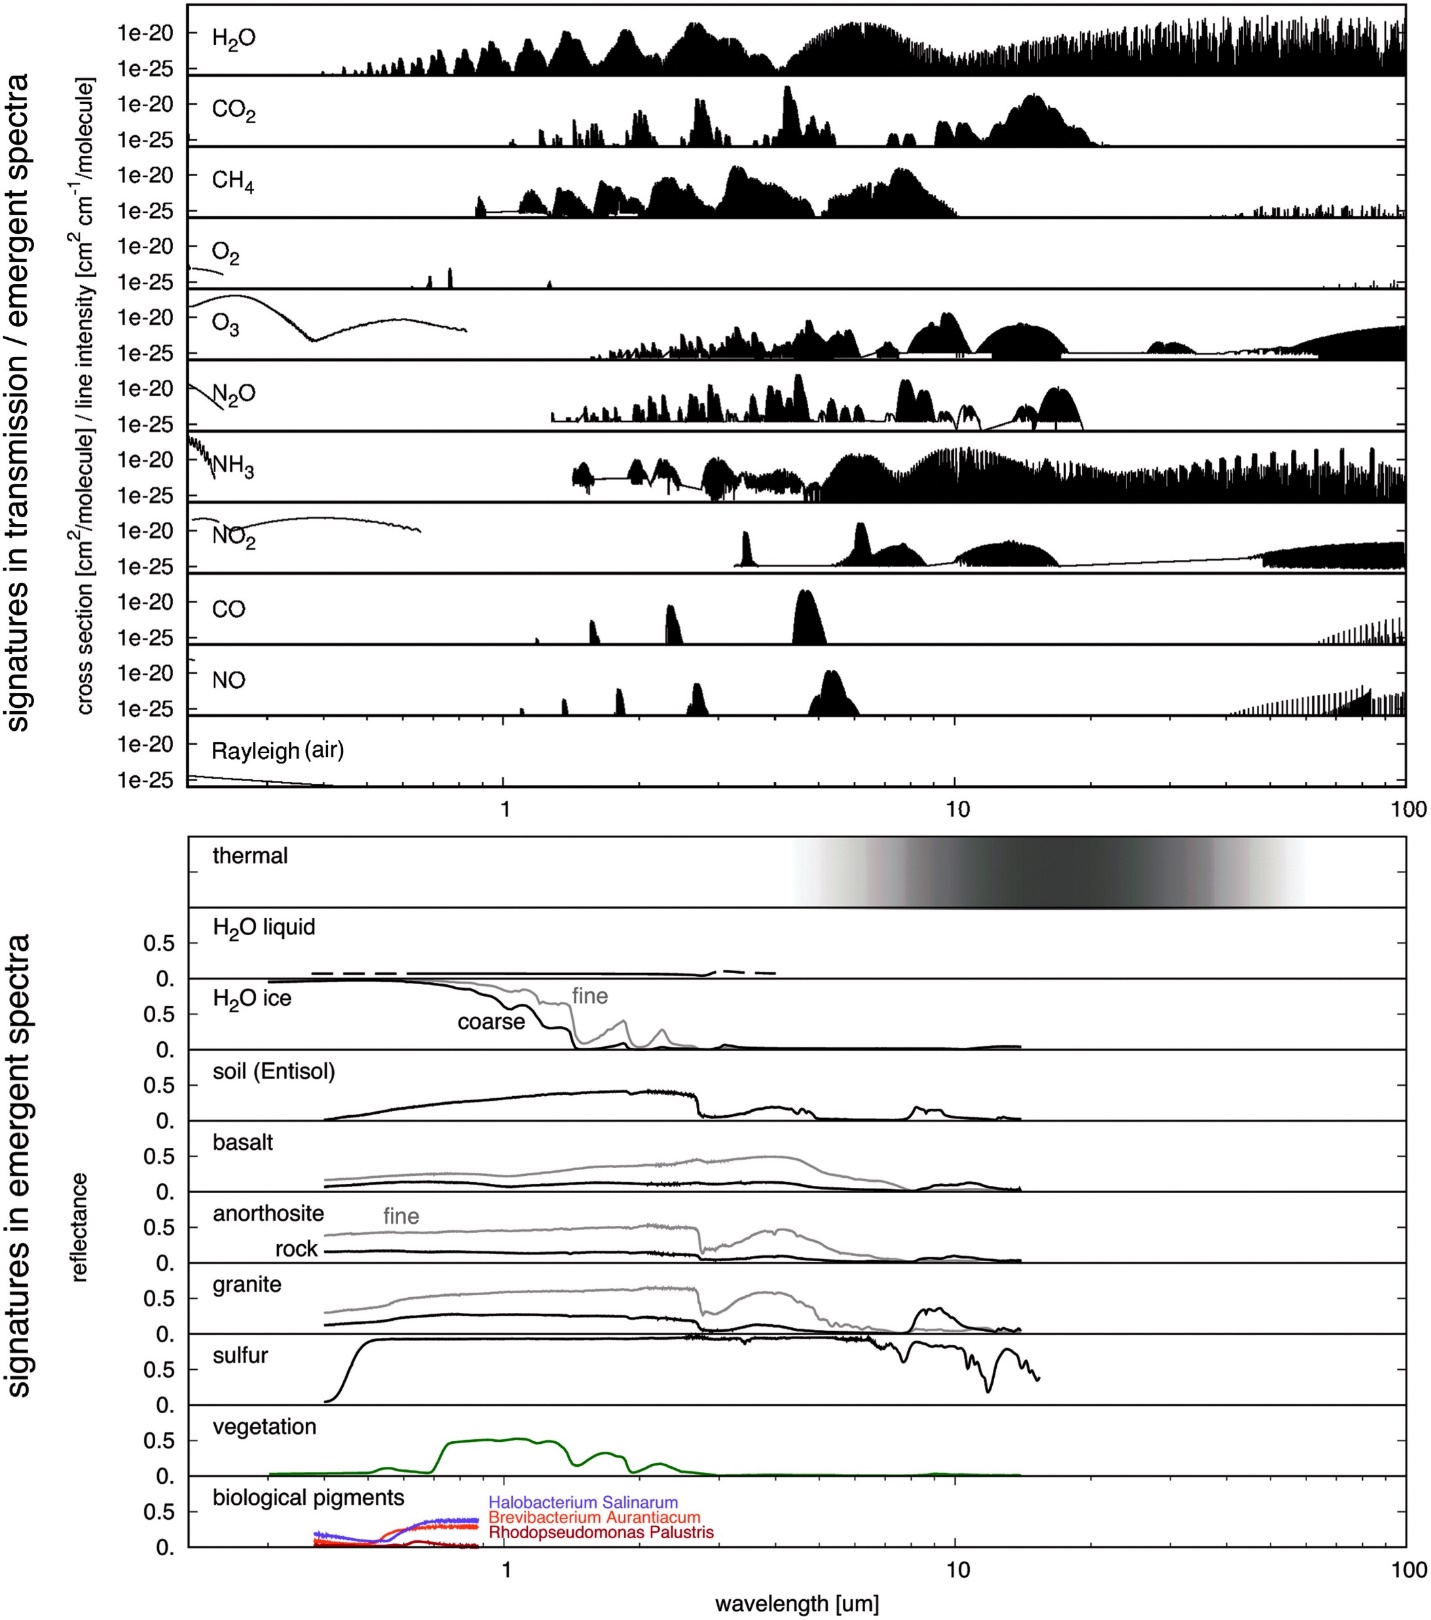 signatures in transmission / emergent spectra
cross section [cm2/molecule] / line intensity [cm2 cm-1/molecule]
1e-20
H2O
1e-25
1e-20
CO2
1e-25
1e-20
CH4
1e-25
1e-20
O2
1e-25
1e-20
O3
1e-25
1e-20
N2O
1e-25
1e-20
NH3
1e-25
1e-20
NO2
1e-25
1e-20
CO
1e-25
1e-20
NO
1e-25
1e-20
Rayleigh (air)
1e-25
1 10 100
signatures in emergent spectra
reflectance
thermal
H2O liquid
0.5
0.
H2O ice
fine
0.5
coarse
0.
soil (Entisol)
0.5
0.
basalt
0.5
0.
anorthosite
fine
0.5
rock
0.
granite
0.5
0.
sulfur
0.5
0.
vegetation
0.5
0.
biological pigments
Halobacterium Salinarum
0.5
Brevibacterium Aurantiacum
Rhodopseudomonas Palustris
0.
1 10 100
wavelength [um]